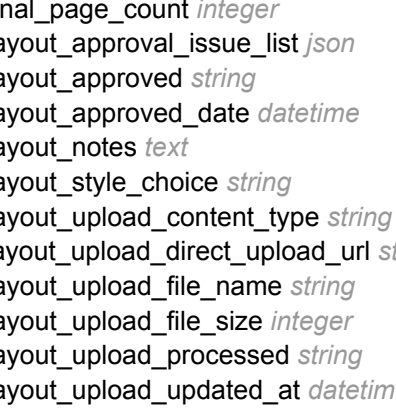 nal_page_count integer
ayout_approval_issue_list json
ayout_approved string
ayout_approved_date datetime
ayout_notes text
ayout_style_choice string
ayout_upload_content_type string
ayout_upload_direct_upload_url st
ayout_upload_file_name string
ayout_upload_file_size integer
ayout_upload_processed string
ayout_upload_updated_at datetim